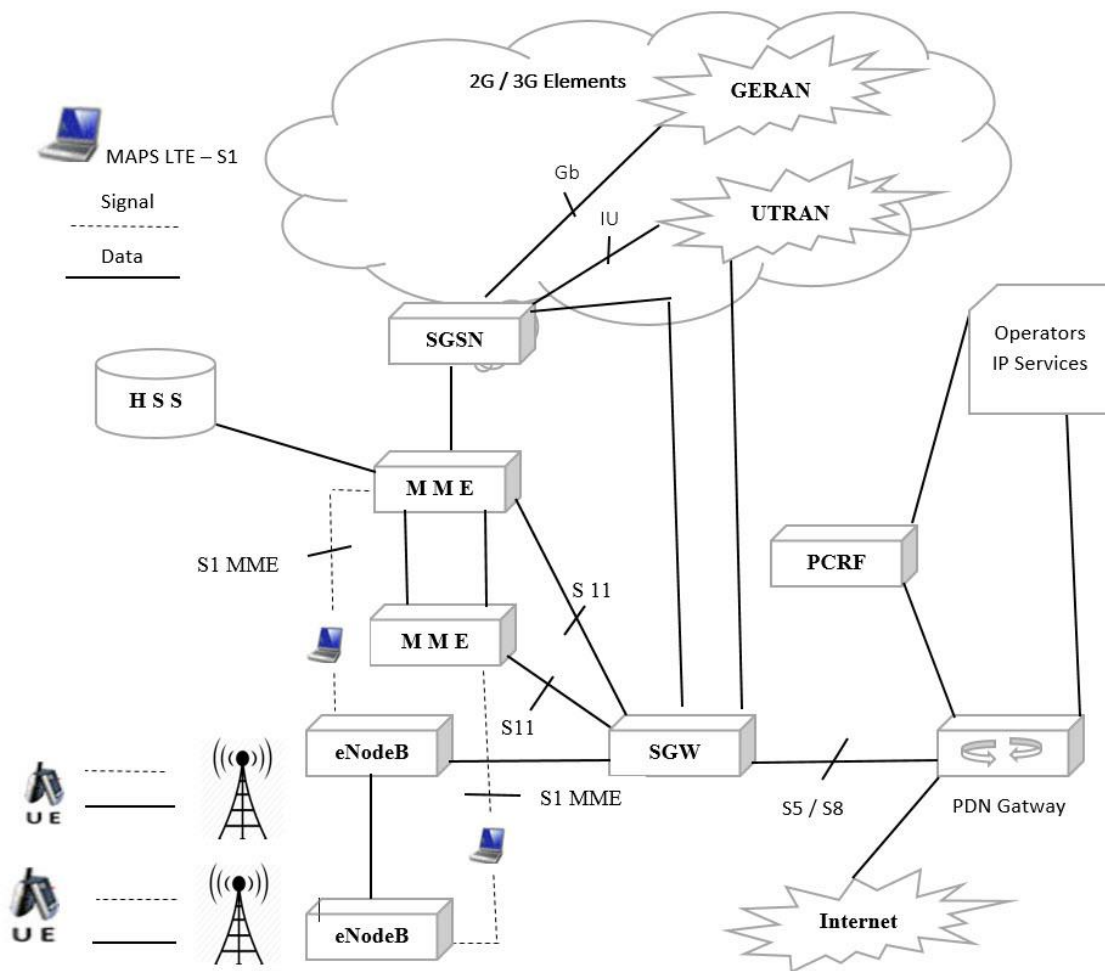 2G / 3G Elements
GERAN
MAPS LTE – S1
Signal
Data
Gb
IU
UTRAN
SGSN
Operators
IP Services
H S S
M M E
S1 MME
PCRF
S 11
M M E
S11
eNodeB
SGW
S1 MME
S5 / S8
PDN Gatway
U E
U E
eNodeB
Internet